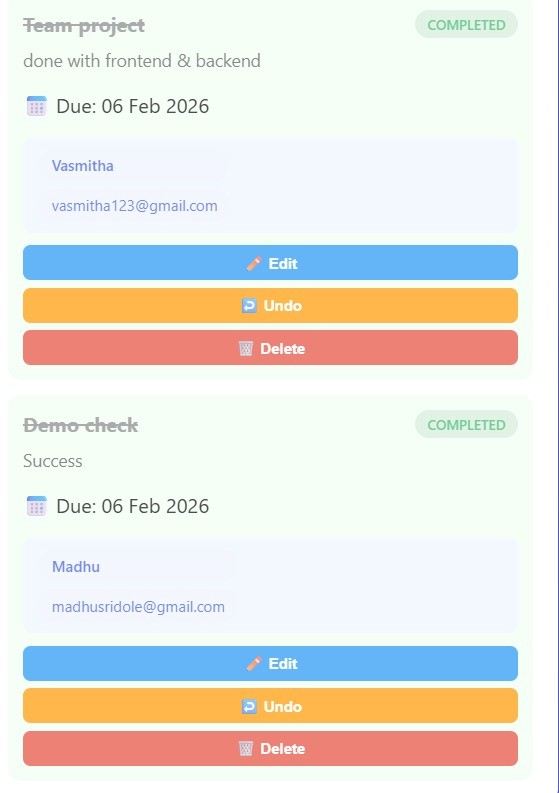 Team project
COMPLETED
done with frontend & backend
Due: 06 Feb 2026
Vasmitha
vasmitha123@gmail.com
Edit
Undo
Delete
Demo check
COMPLETED
Success
Due: 06 Feb 2026
Madhu
madhusridole@gmail.com
Edit
Undo
Delete